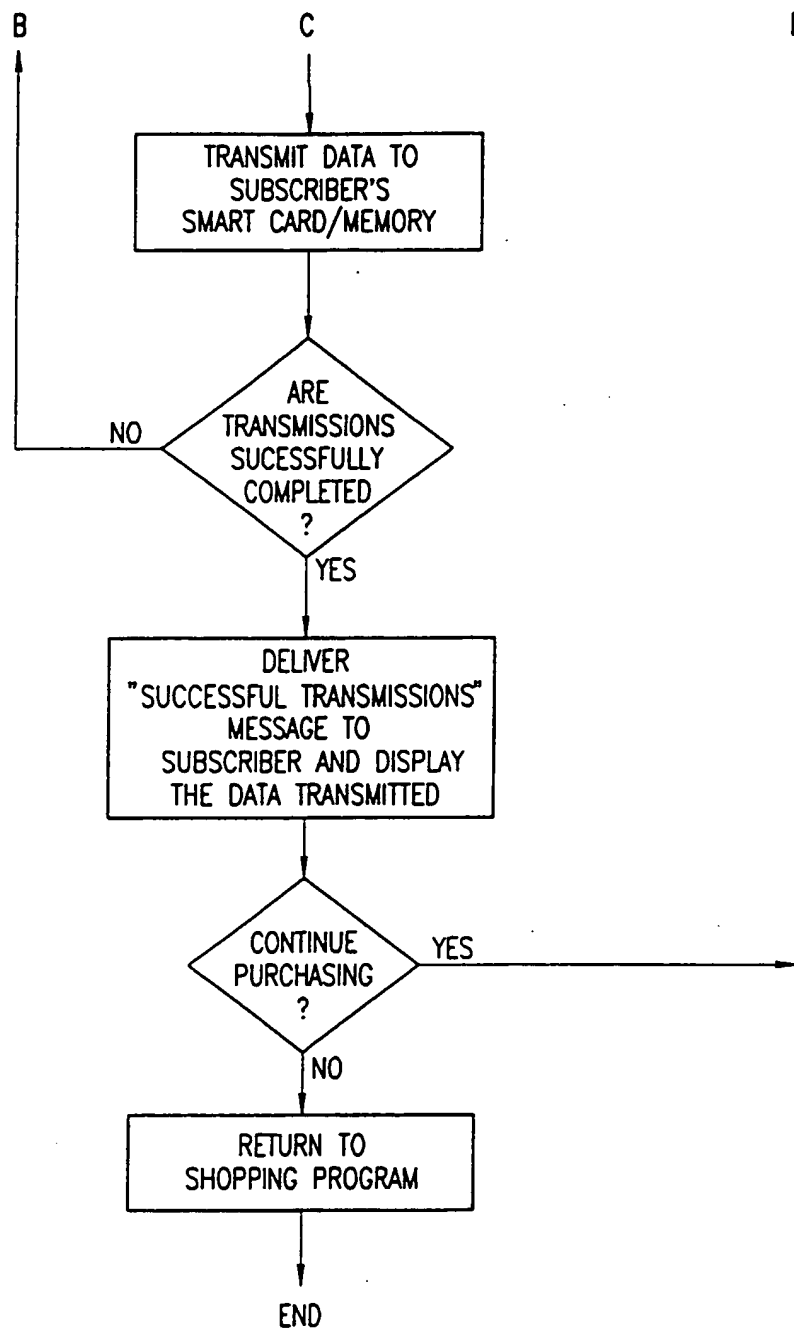 B
C
TRANSMIT DATA TO
SUBSCRIBER'S
SMART CARD/MEMORY
ARE
TRANSMISSIONS
SUCESSFULLY
COMPLETED
?
NO
YES
DELIVER
"SUCCESSFUL TRANSMISSIONS"
MESSAGE TO
SUBSCRIBER AND DISPLAY
THE DATA TRANSMITTED
CONTINUE
PURCHASING
?
YES
NO
RETURN TO
SHOPPING PROGRAM
END